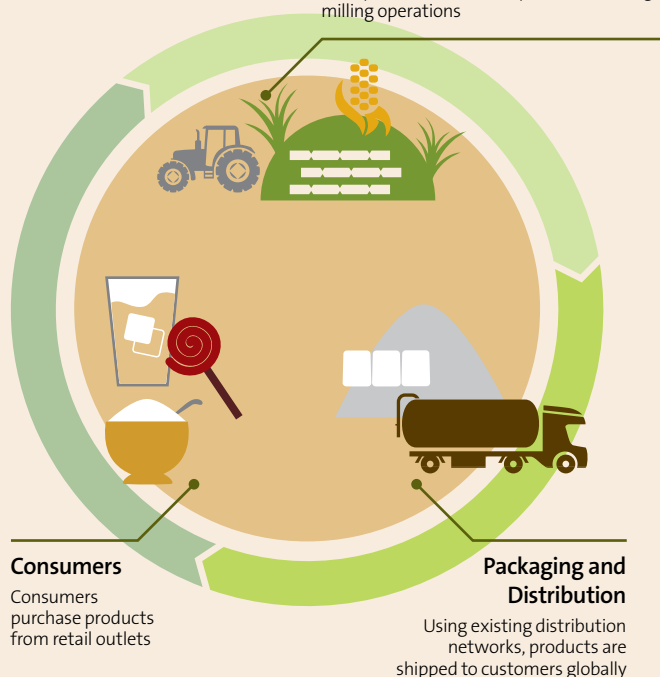 milling operations
Consumers
Consumers
purchase products
from retail outlets
Packaging and
Distribution
Using existing distribution
networks, products are
shipped to customers globally